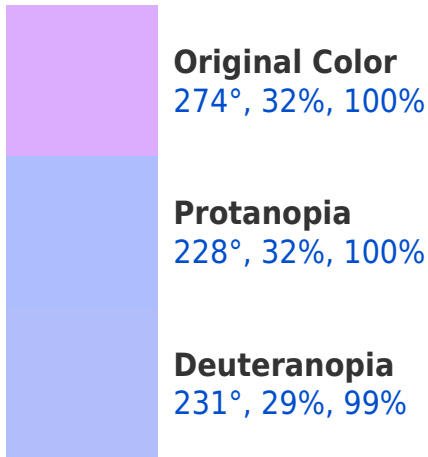 Original Color
274°, 32%, 100%
Protanopia
228°, 32%, 100%
Deuteranopia
231°, 29%, 99%